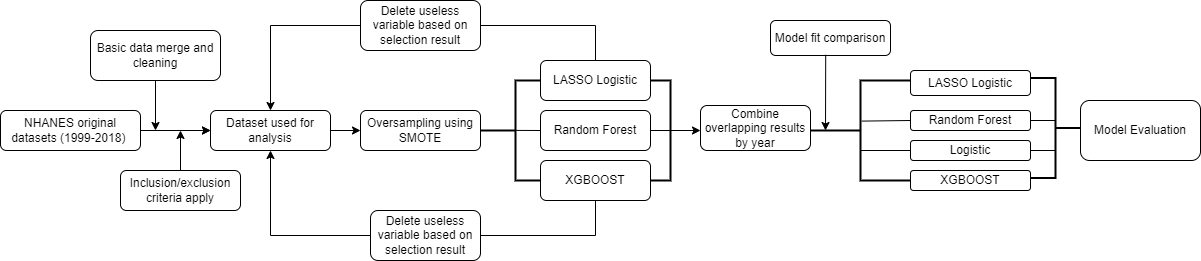 Delete useless
variable based on
selection result
Basic data merge and
cleaning
Model fit comparison
LASSO Logistic
LASSO Logistic
NHANES original
datasets (1999-2018)
Dataset used for
analysis
Oversampling using
SMOTE
Random Forest
Combine
overlapping results
by year
Random Forest
Model Evaluation
Logistic
Inclusion/exclusion
criteria apply
XGBOOST
XGBOOST
Delete useless
variable based on
selection result